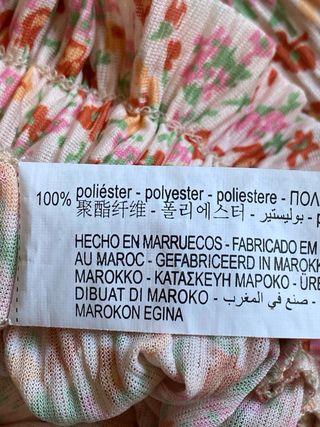 100% poliéster - polyester - poliestere - ΠΟΛ
聚酯纤维 - 폴리에스터 - بوليستير - p
HECHO EN MARRUECOS - FABRICADO EM
AU MAROC - GEFABRICEERD IN MAROKK
MAROKKO - ΚΑΤΑΣΚΕΥΗ ΜΑΡΟΚΟ - ÜRE
DIBUAT DI MAROKO - صنع في المغرب -
MAROKON EGINA